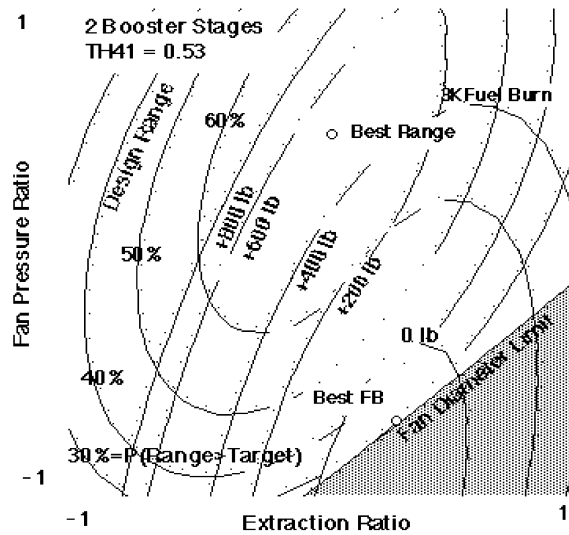 1
2 Booster Stages
TH41 = 0.53
3K Fuel Burn
60%
Best Range
Design Range
Fan Pressure Ratio
+800 lb
+600 lb
+400 lb
+200 lb
50%
0 lb
Fan Diameter Limit
40%
Best FB
30%=P(Range>Target)
-1
-1
Extraction Ratio
1